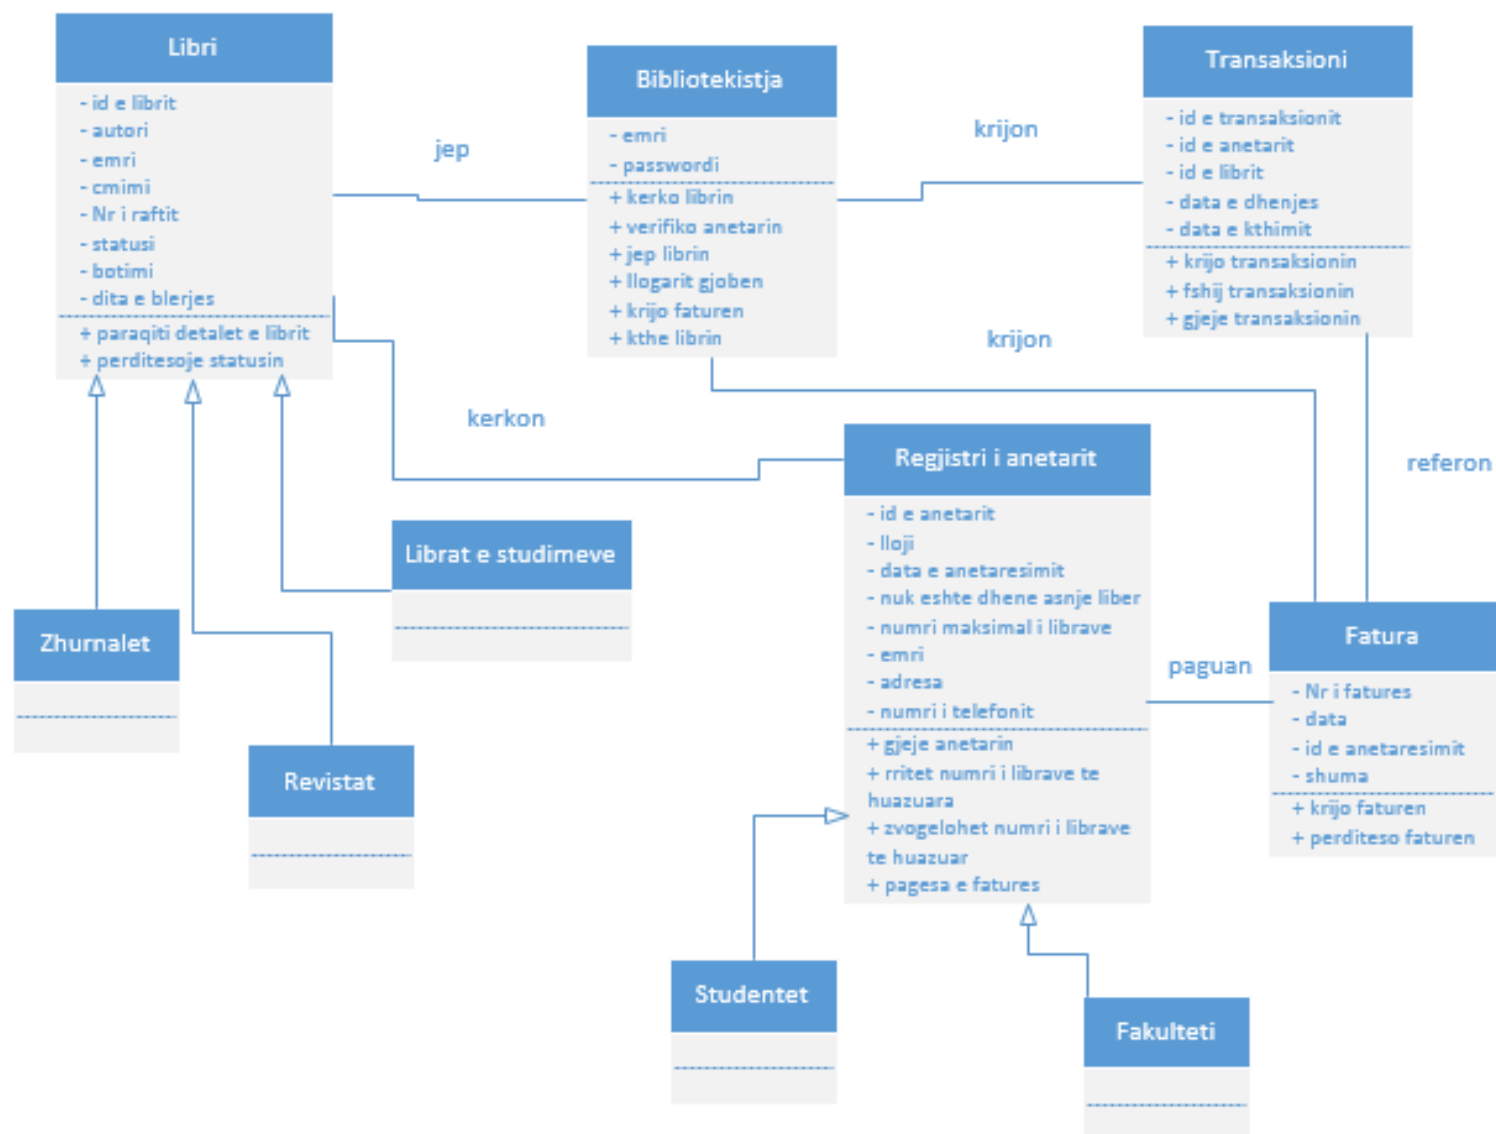 Libri
- id e librit
- autori
- emri
- cmimi
- Nr i raftit
- statusi
- botimi
- dita e blerjes
+ paraqiti detalet e librit
+ perditesoje statusin
jep
Bibliotekistja
- emri
- passwordi
+ kerko librin
+ verifiko anetarin
+ jep librin
+ llogarit gjoben
+ krijo faturen
+ kthe librin
krijon
Transaksioni
- id e transaksionit
- id e anetarit
- id e librit
- data e dhenjes
- data e kthimit
+ krijo transaksionin
+ fshij transaksionin
+ gjeje transaksionin
krijon
kerkon
referon
Regjistri i anetarit
- id e anetarit
- lloji
- data e anetaresimit
- nuk eshte dhene asnje liber
- numri maksimal i librave
- emri
- adresa
- numri i telefonit
+ gjeje anetarin
+ rritet numri i librave te
huazuara
+ zvogelohet numri i librave
te huazuar
+ pagesa e fatures
Librat e studimeve
Zhurnalet
Revistat
paguan
Fatura
- Nr i fatures
- data
- id e anetaresimit
- shuma
+ krijo faturen
+ perditeso faturen
Studentet
Fakulteti